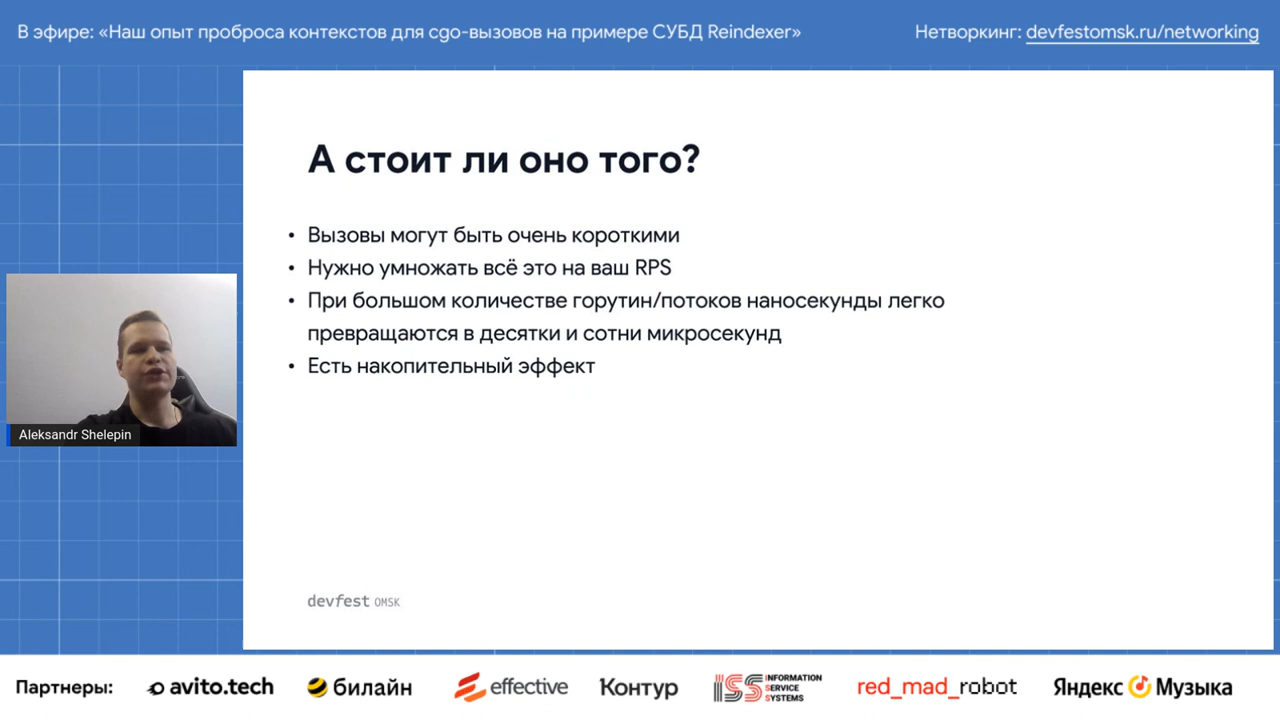 В эфире: «Наш опыт проброса контекстов для cgo-вызовов на примере СУБД Reindexer»
Нетворкинг: devfestomsk.ru/networking
А стоит ли оно того?
• Вызовы могут быть очень короткими
• Нужно умножать всё это на ваш RPS
• При большом количестве горутин/потоков наносекунды легко
превращаются в десятки и сотни микросекунд
• Есть накопительный эффект
Aleksandr Shelepin
devfest OMSK
Партнеры:
avito.tech
билайн
effective
Контур
ISS INFORMATION
SERVICE
SYSTEMS
red_mad_robot
Яндекс Музыка